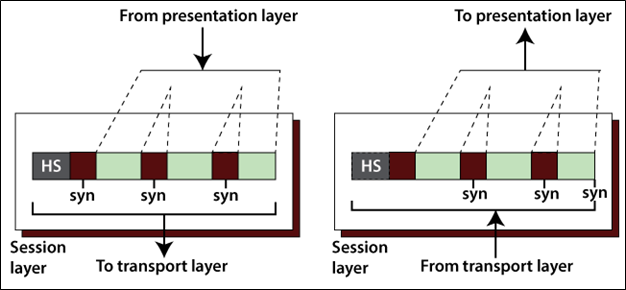 From presentation layer
HS
syn
syn
syn
Session
layer
To transport layer
To presentation layer
HS
syn
syn
syn
Session
layer
From transport layer